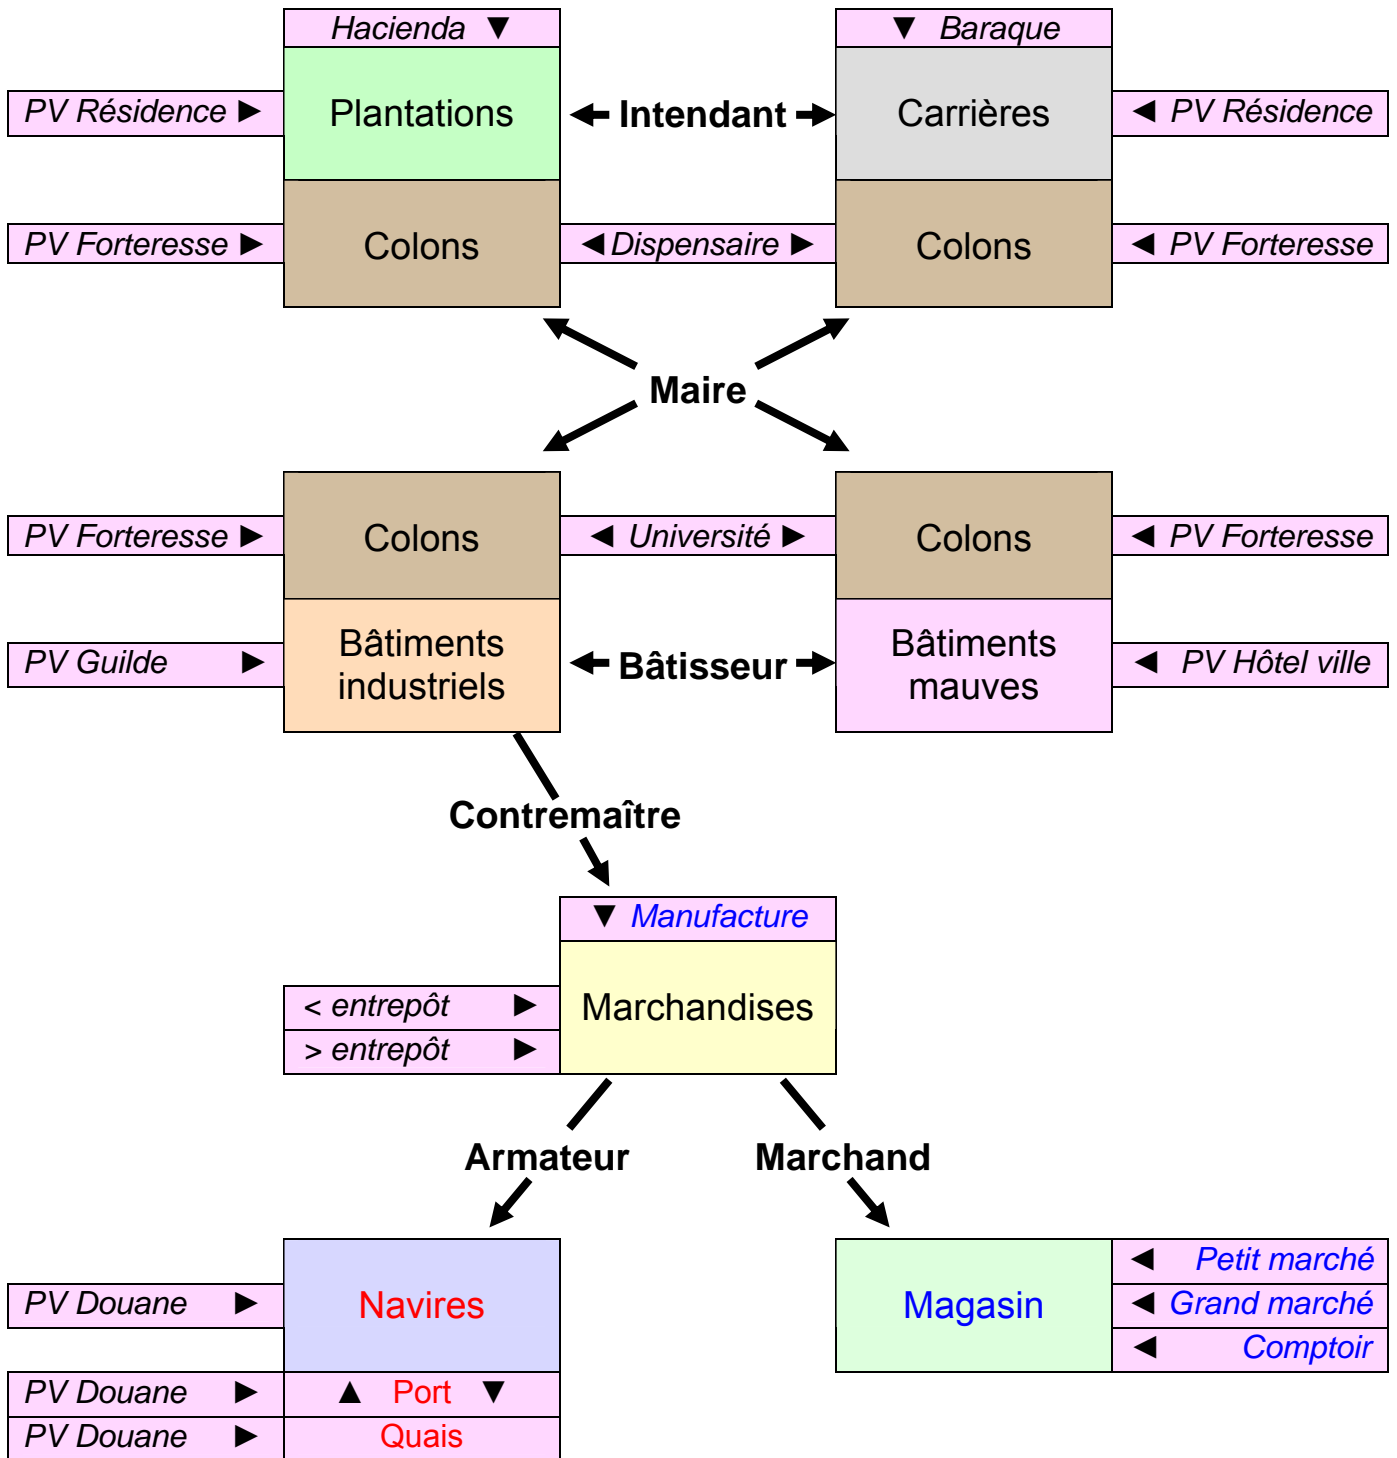 Hacienda ▼
▼ Baraque
PV Résidence ►
Plantations
Intendant
Carrières
◄ PV Résidence
PV Forteresse ►
Colons
◄Dispensaire ►
Colons
◄ PV Forteresse
Maire
PV Forteresse ►
Colons
◄ Université ►
Colons
◄ PV Forteresse
PV Guilde ►
Bâtiments
industriels
Bâtisseur
Bâtiments
mauves
◄ PV Hôtel ville
Contremaître
▼ Manufacture
< entrepôt ►
> entrepôt ►
Marchandises
Armateur
Marchand
PV Douane ►
Navires
Magasin
◄ Petit marché
◄ Grand marché
◄ Comptoir
PV Douane ►
▲ Port ▼
PV Douane ►
Quais